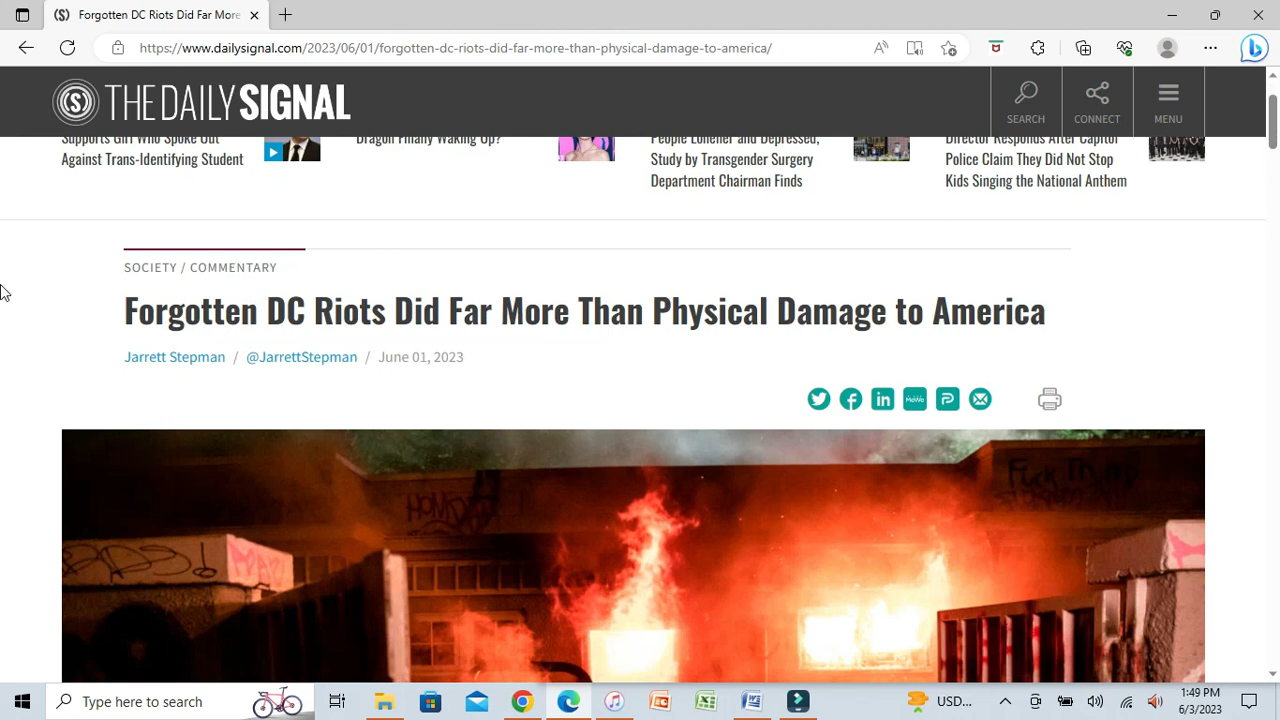 (S) Forgotten DC Riots Did Far More
https://www.dailysignal.com/2023/06/01/forgotten-dc-riots-did-far-more-than-physical-damage-to-america/
THE DAILY SIGNAL
SEARCH
CONNECT
MENU
Supports Girl Who Spoke Out
Against Trans-Identifying Student
Dragon Finally Waking Up?
People Lonelier and Depressed,
Study by Transgender Surgery
Department Chairman Finds
Director Responds After Capitol
Police Claim They Did Not Stop
Kids Singing the National Anthem
SOCIETY / COMMENTARY
Forgotten DC Riots Did Far More Than Physical Damage to America
Jarrett Stepman / @JarrettStepman / June 01, 2023
MeWe
Fuck Trump
Type here to search
USD...
1:49 PM
6/3/2023